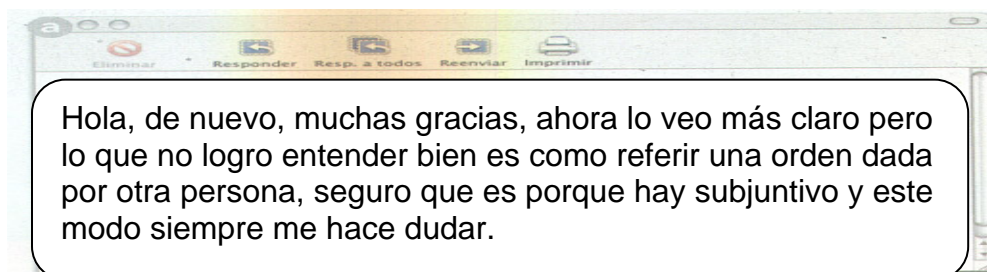 a
Eliminar Responder Resp. a todos Reenviar Imprimir
Hola, de nuevo, muchas gracias, ahora lo veo más claro pero
lo que no logro entender bien es como referir una orden dada
por otra persona, seguro que es porque hay subjuntivo y este
modo siempre me hace dudar.